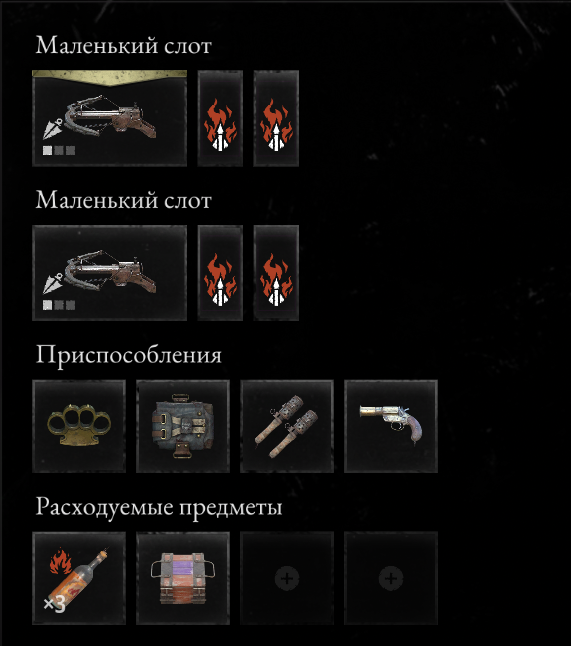 Маленький слот
Маленький слот
Приспособления
Расходуемые предметы
×3